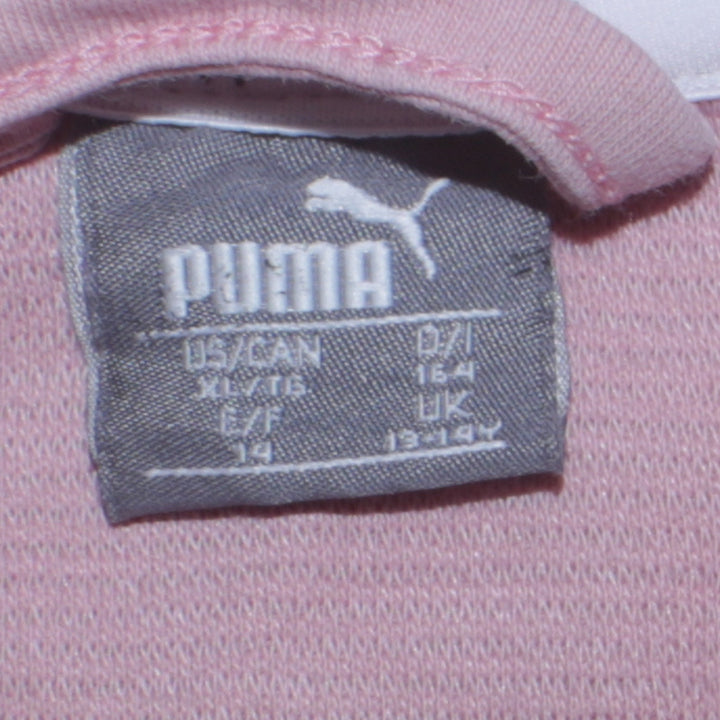 PUMA
US/CAN D/I
XL/TG 164
E/F UK
14 13-14Y